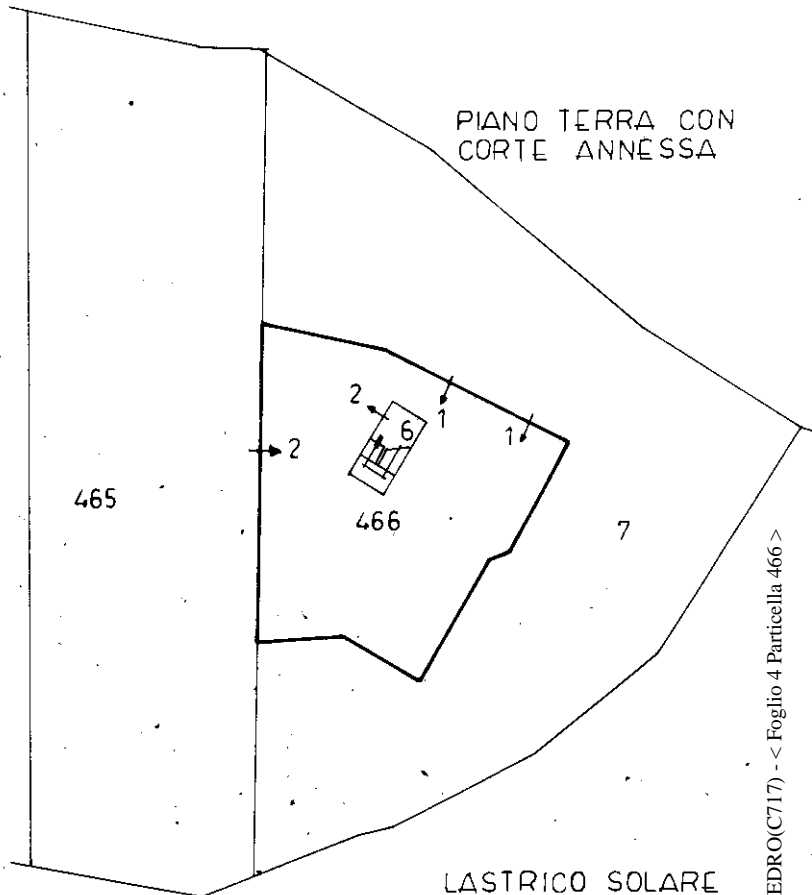 PIANO TERRA CON
CORTE ANNESSA
2
1
6
1
2
465
466
7
EDRO(C717) - < Foglio 4 Particella 466 >
LASTRICO SOLARE